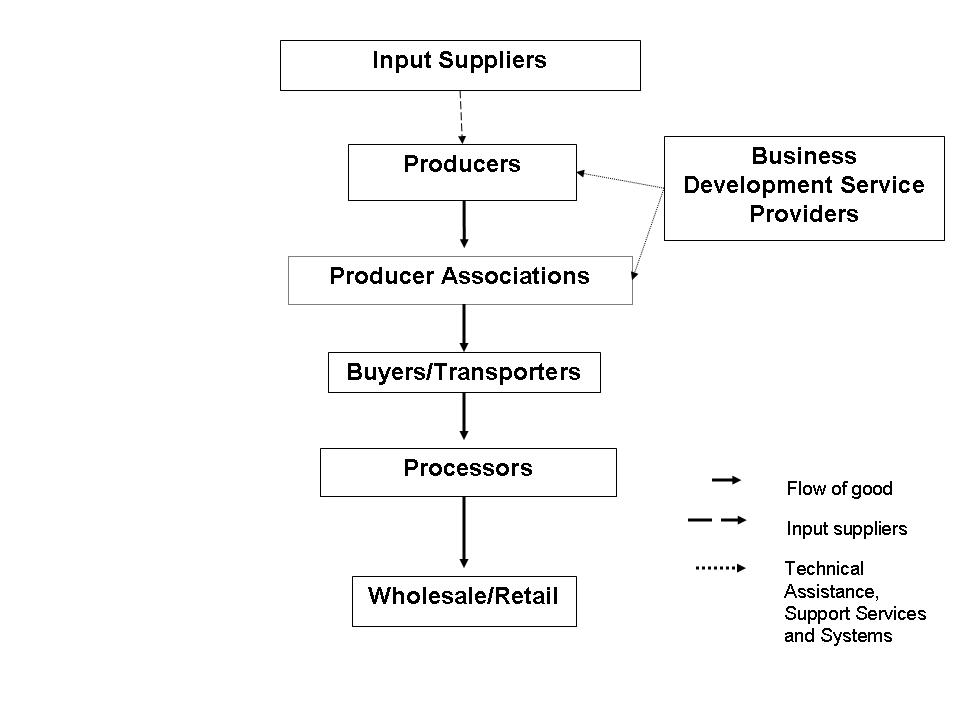 Input Suppliers
Producers
Business
Development Service
Providers
Producer Associations
Buyers/Transporters
Processors
Wholesale/Retail
Flow of good
Input suppliers
Technical
Assistance,
Support Services
and Systems